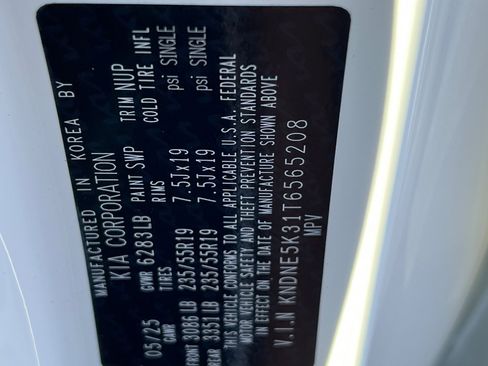 MANUFACTURED IN KOREA BY
KIA CORPORATION
05/25 GVWR 6283LB PAINT SWP TRIM NUP
GAWR TIRES RIMS COLD TIRE INFL
FRONT 3086 LB 235/55R19 7.5Jx19 psi SINGLE
REAR 3351 LB 235/55R19 7.5Jx19 psi SINGLE
THIS VEHICLE CONFORMS TO ALL APPLICABLE U.S.A. FEDERAL
MOTOR VEHICLE SAFETY AND THEFT PREVENTION STANDARDS
IN EFFECT ON THE DATE OF MANUFACTURE SHOWN ABOVE
V.I.N KNDNE5K31T6565208
MPV